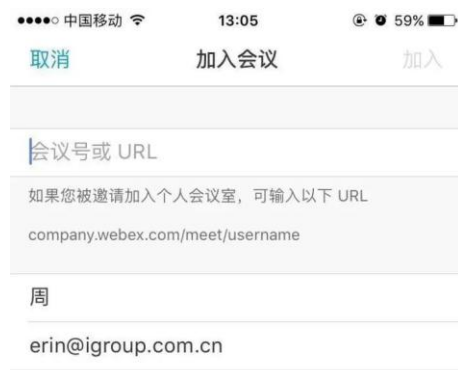 中国移动 13:05 59%
取消 加入会议 加入
会议号或 URL
如果您被邀请加入个人会议室，可输入以下 URL
company.webex.com/meet/username
周
erin@igroup.com.cn